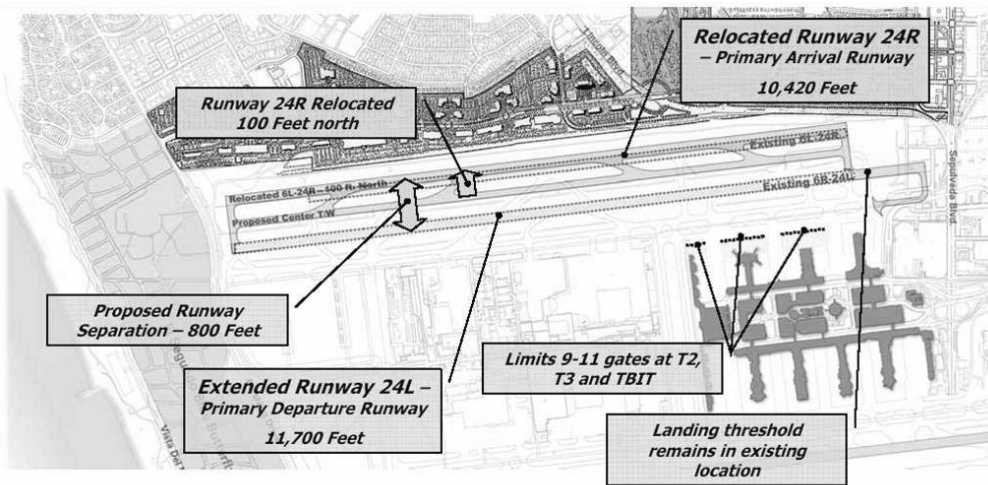 Relocated Runway 24R
– Primary Arrival Runway
10,420 Feet
Runway 24R Relocated
100 Feet north
Existing 6L-24R
Relocated 6L-24R -100 ft. North
Existing 6R-24L
Proposed Center T/W
Sepulveda Blvd.
Proposed Runway
Separation – 800 Feet
Extended Runway 24L –
Primary Departure Runway
11,700 Feet
Limits 9-11 gates at T2,
T3 and TBIT
Landing threshold
remains in existing
location
Vista Del